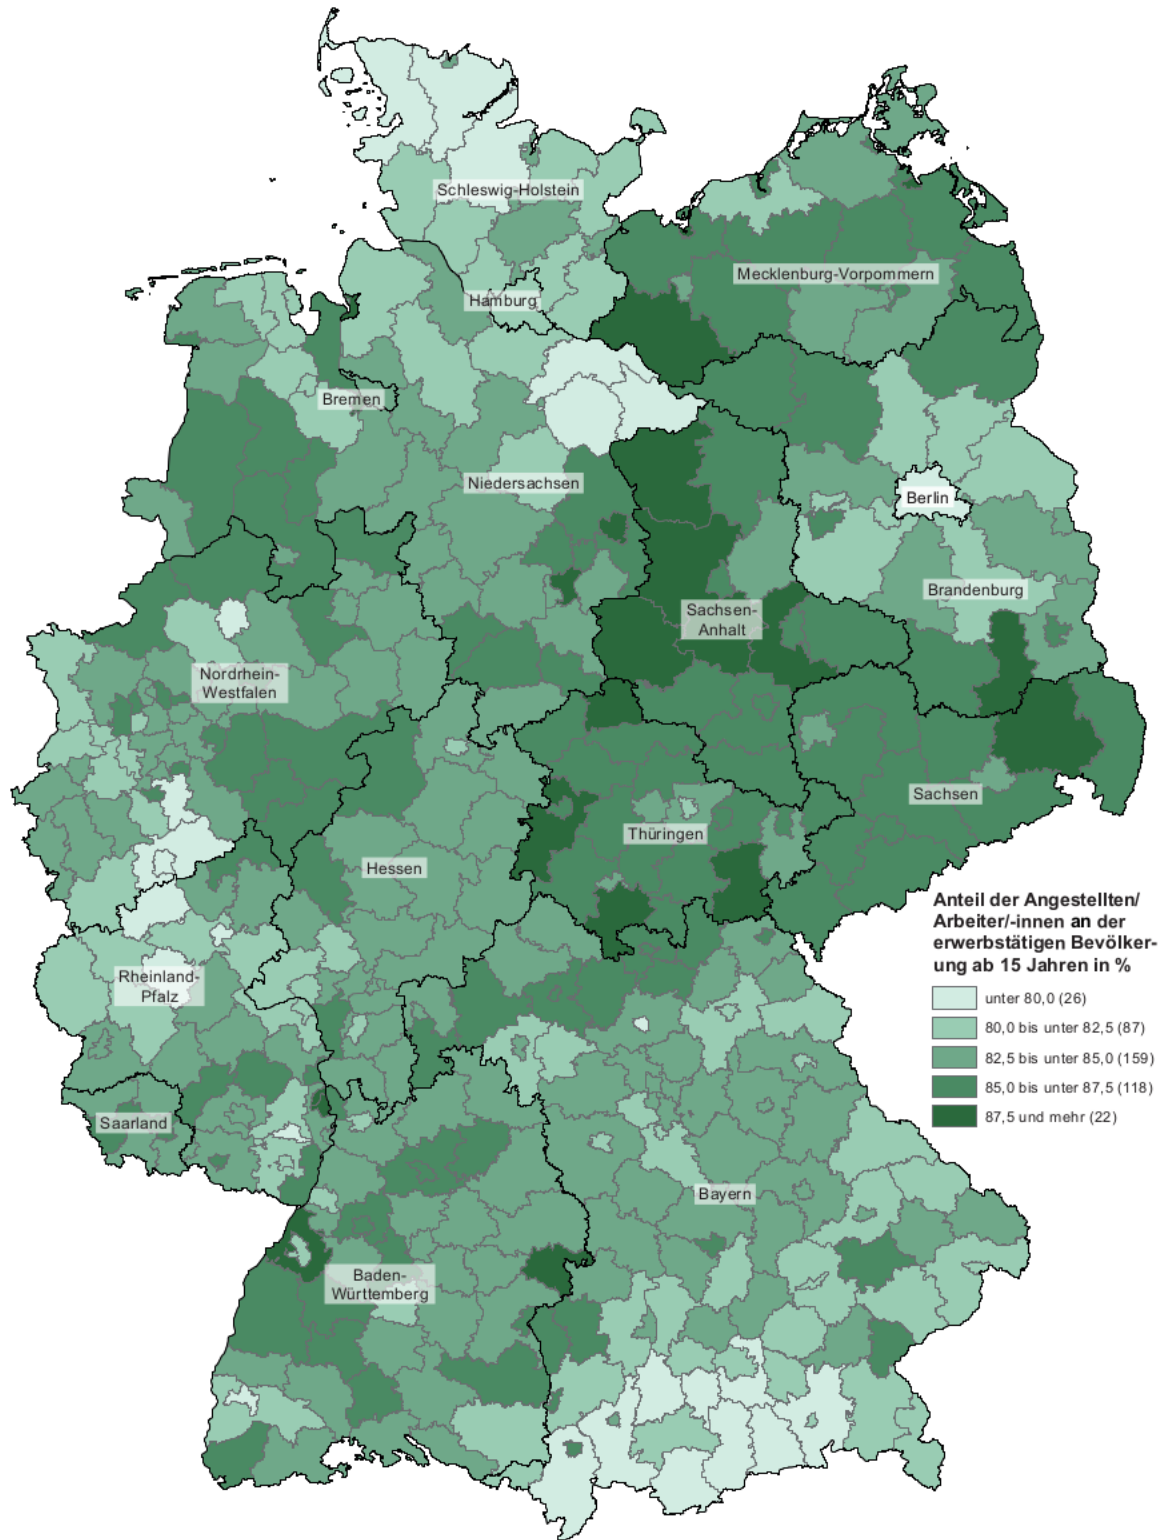 Schleswig-Holstein
Mecklenburg-Vorpommern
Hamburg
Bremen
Niedersachsen
Berlin
Brandenburg
Sachsen-
Anhalt
Nordrhein-
Westfalen
Sachsen
Thüringen
Hessen
Anteil der Angestellten/
Arbeiter/-innen an der
erwerbstätigen Bevölker-
ung ab 15 Jahren in %
unter 80,0 (26)
80,0 bis unter 82,5 (87)
82,5 bis unter 85,0 (159)
85,0 bis unter 87,5 (118)
87,5 und mehr (22)
Rheinland-
Pfalz
Saarland
Bayern
Baden-
Württemberg